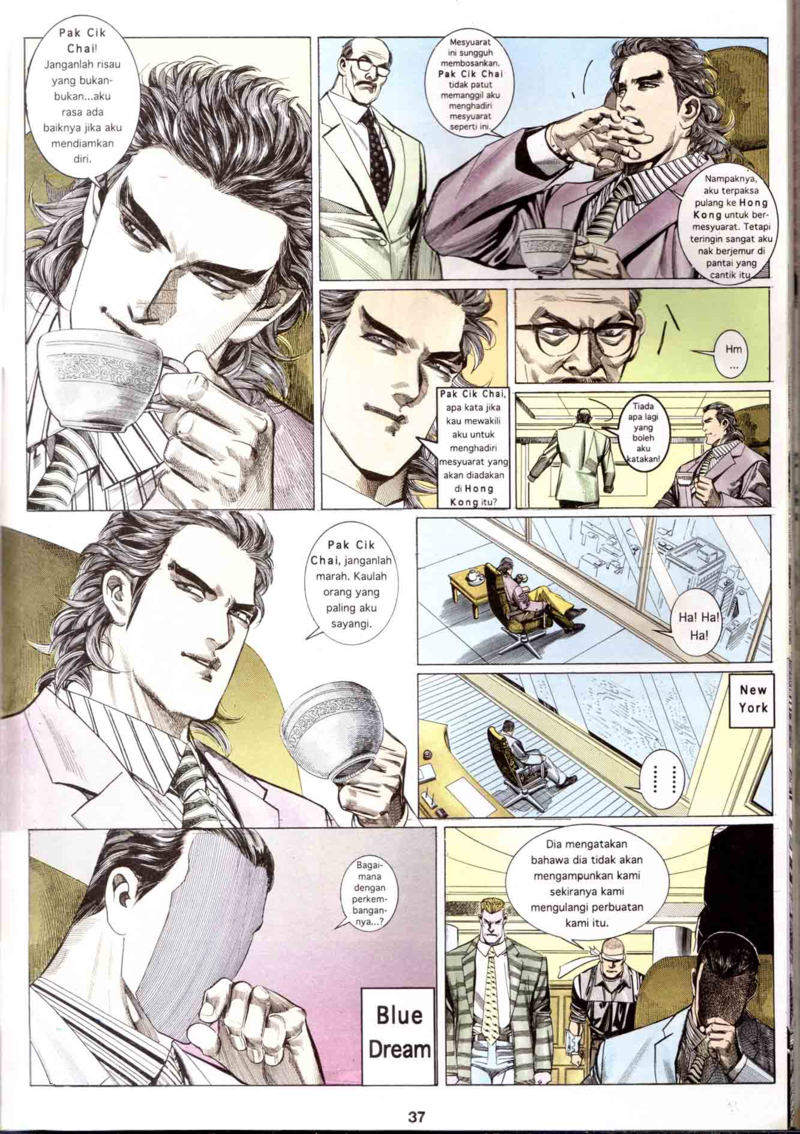 Pak Cik
Chai!
Janganlah risau
yang bukan-
bukan...aku
rasa ada
baiknya jika aku
mendiamkan
diri.
Mesyuarat
ini sungguh
membosankan.
Pak Cik Chai
tidak patut
memanggil aku
menghadiri
mesyuarat
seperti ini.
Nampaknya,
aku terpaksa
pulang ke Hong
Kong untuk ber-
mesyuarat. Tetapi
teringin sangat aku
nak berjemur di
pantai yang
cantik itu.
Pak Cik Chai,
apa kata jika
kau mewakili
aku untuk
menghadiri
mesyuarat yang
akan diadakan
di Hong
Kong itu?
Hm
...
Tiada
apa lagi
yang
boleh
aku
katakan!
Pak Cik
Chai, janganlah
marah. Kaulah
orang yang
paling aku
sayangi.
Ha! Ha!
Ha!
New
York
......
Bagai-
mana
dengan
perkem-
bangan-
nya...?
Blue
Dream
Dia mengatakan
bahawa dia tidak akan
mengampunkan kami
sekiranya kami
mengulangi perbuatan
kami itu.
37